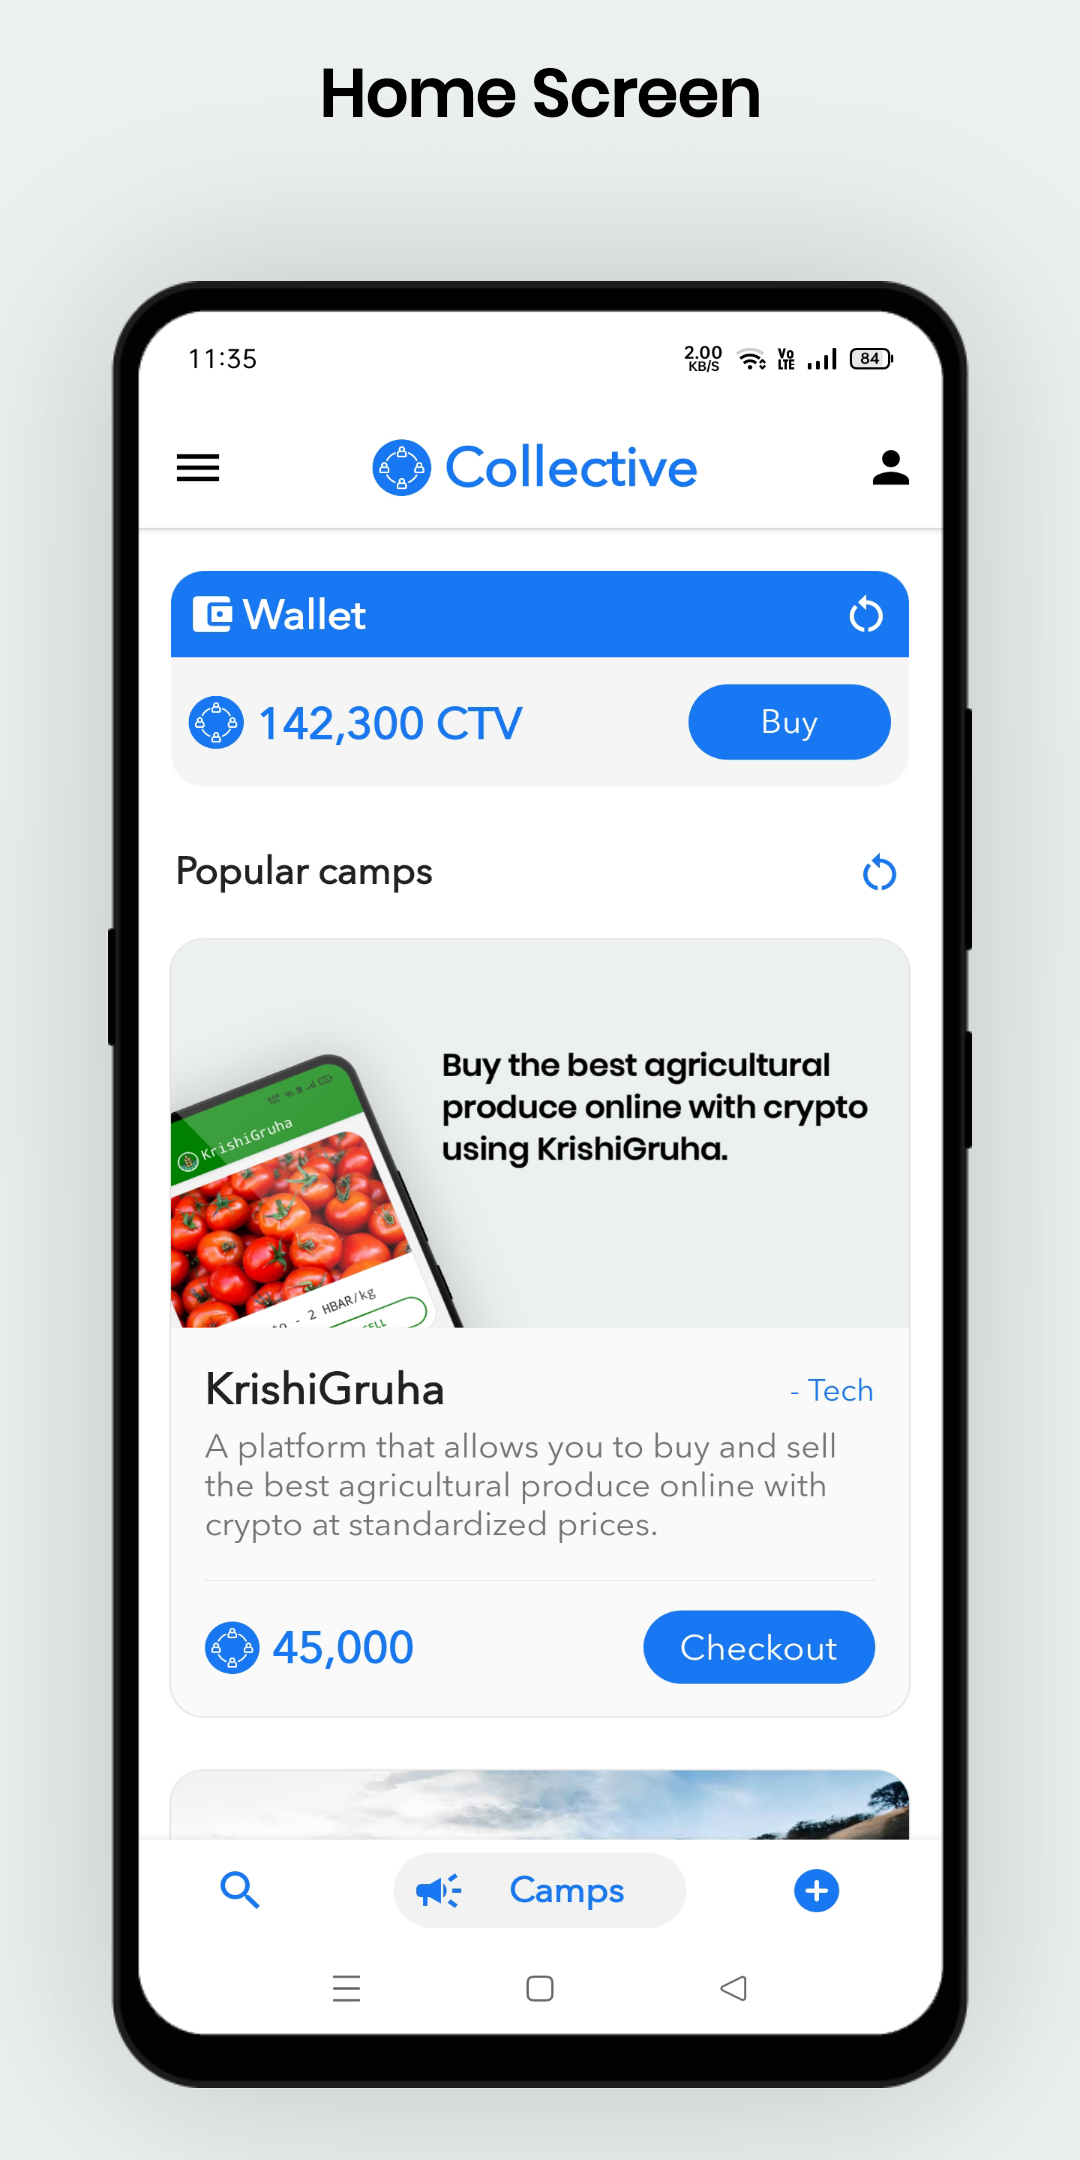 Home Screen
11:35
2.00
KB/S
Vo
LTE
84
Collective
Wallet
142,300 CTV
Buy
Popular camps
Buy the best agricultural
produce online with crypto
using KrishiGruha.
KrishiGruha
- 2 HBAR/kg
KrishiGruha
- Tech
A platform that allows you to buy and sell
the best agricultural produce online with
crypto at standardized prices.
45,000
Checkout
Camps